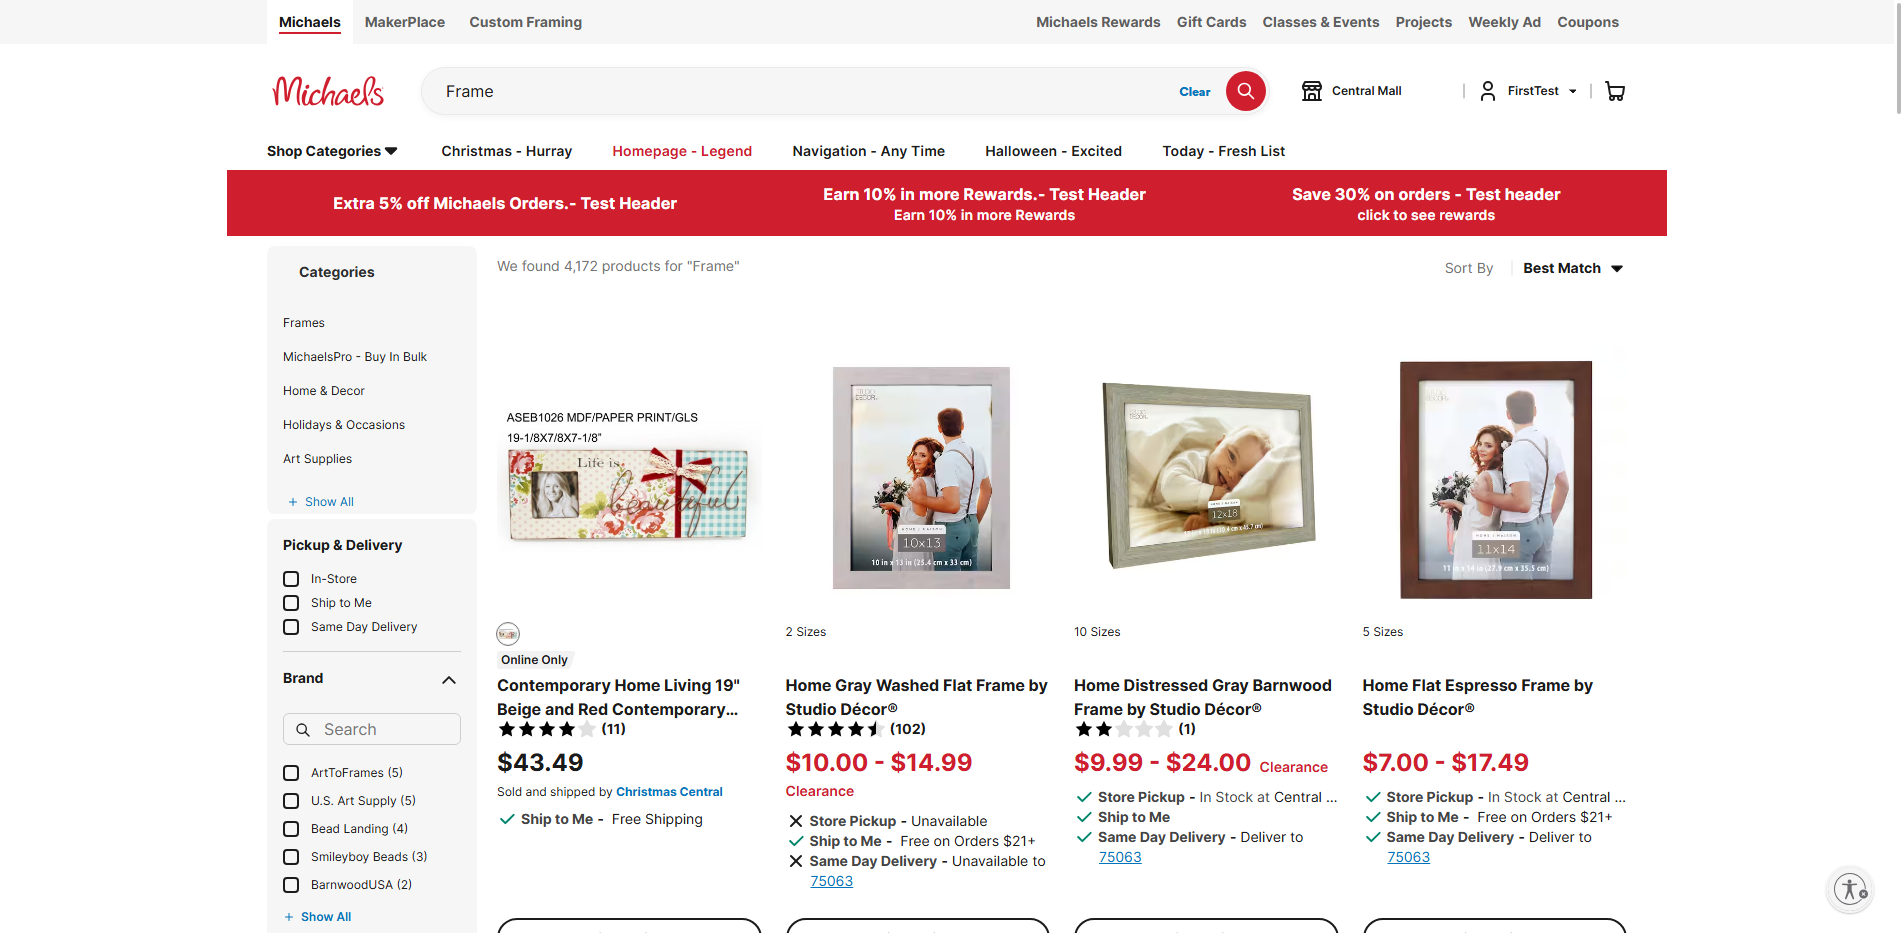 Michaels
MakerPlace
Custom Framing
Michaels Rewards
Gift Cards
Classes & Events
Projects
Weekly Ad
Coupons
Michaels
Frame
Clear
Central Mall
FirstTest
Shop Categories
Christmas - Hurray
Homepage - Legend
Navigation - Any Time
Halloween - Excited
Today - Fresh List
Extra 5% off Michaels Orders.- Test Header
Earn 10% in more Rewards.- Test Header
Earn 10% in more Rewards
Save 30% on orders - Test header
click to see rewards
Categories
Frames
MichaelsPro - Buy In Bulk
Home & Decor
Holidays & Occasions
Art Supplies
+ Show All
Pickup & Delivery
In-Store
Ship to Me
Same Day Delivery
Brand
Search
ArtToFrames (5)
U.S. Art Supply (5)
Bead Landing (4)
Smileyboy Beads (3)
BarnwoodUSA (2)
+ Show All
We found 4,172 products for "Frame"
Sort By
Best Match
ASEB1026 MDF/PAPER PRINT/GLS
19-1/8X7/8X7-1/8"
Life is
beautiful
Online Only
Contemporary Home Living 19"
Beige and Red Contemporary...
(11)
$43.49
Sold and shipped by Christmas Central
Ship to Me - Free Shipping
STUDIO
DECOR
10x13
10 in x 13 in (25.4 cm x 33 cm)
2 Sizes
Home Gray Washed Flat Frame by
Studio Décor®
(102)
$10.00 - $14.99
Clearance
Store Pickup - Unavailable
Ship to Me - Free on Orders $21+
Same Day Delivery - Unavailable to
75063
12x18
10 Sizes
Home Distressed Gray Barnwood
Frame by Studio Décor®
(1)
$9.99 - $24.00 Clearance
Store Pickup - In Stock at Central ...
Ship to Me
Same Day Delivery - Deliver to
75063
11x14
11 in x 14 in (27.9 cm x 35.5 cm)
5 Sizes
Home Flat Espresso Frame by
Studio Décor®
$7.00 - $17.49
Store Pickup - In Stock at Central ...
Ship to Me - Free on Orders $21+
Same Day Delivery - Deliver to
75063